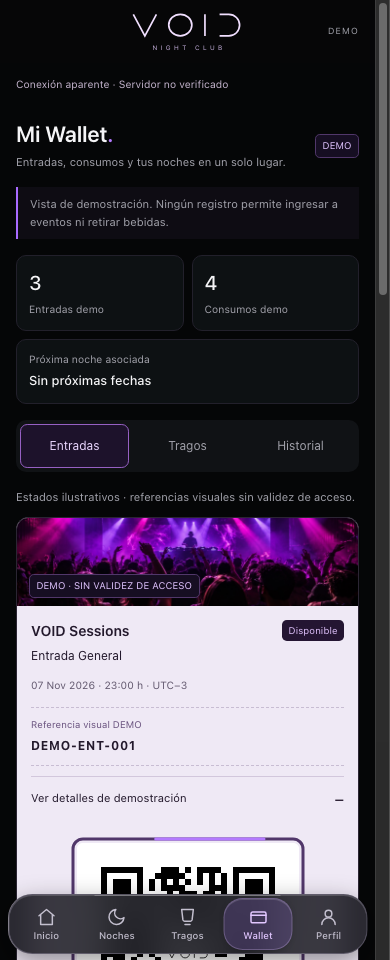 VOID
NIGHT CLUB
DEMO
Conexión aparente · Servidor no verificado
Mi Wallet.
DEMO
Entradas, consumos y tus noches en un solo lugar.
Vista de demostración. Ningún registro permite ingresar a
eventos ni retirar bebidas.
3
Entradas demo
4
Consumos demo
Próxima noche asociada
Sin próximas fechas
Entradas
Tragos
Historial
Estados ilustrativos · referencias visuales sin validez de acceso.
DEMO · SIN VALIDEZ DE ACCESO
VOID Sessions
Disponible
Entrada General
07 Nov 2026 · 23:00 h · UTC−3
Referencia visual DEMO
DEMO-ENT-001
Ver detalles de demostración
–
VOID
Inicio
Noches
Tragos
Wallet
Perfil